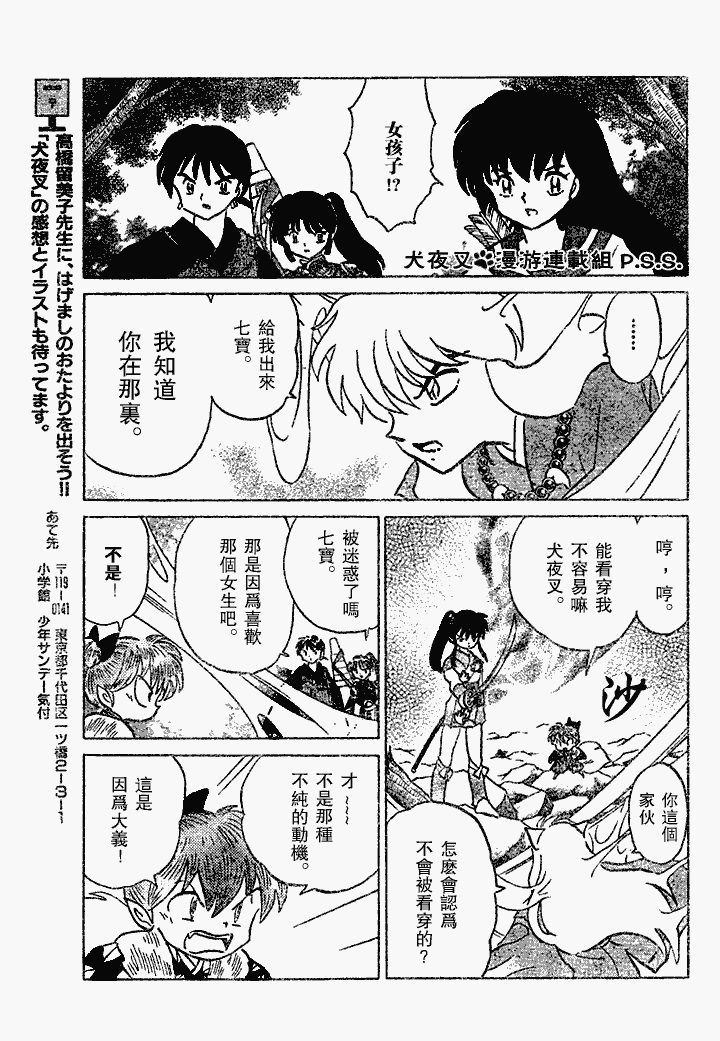 女孩子!?
犬夜叉 漫游連載組 P.S.S.
……
給我出來
七寶。
我知道
你在那裏。
哼，哼。
能看穿我
不容易嘛
犬夜叉。
沙
你這個
家伙
怎麼會認爲
不會被看穿的？
被迷惑了嗎
七寶。
那是因爲喜歡
那個女生吧。
不是！
才~~~
不是那種
不純的動機。
這是
因爲大義！
高橋留美子先生に、はげましのおたよりを出そう!!
「犬夜叉」の感想とイラストも待ってます。
あて先
〒119-0141 東京都千代田区一ツ橋2-3-1
小学館 少年サンデー気付